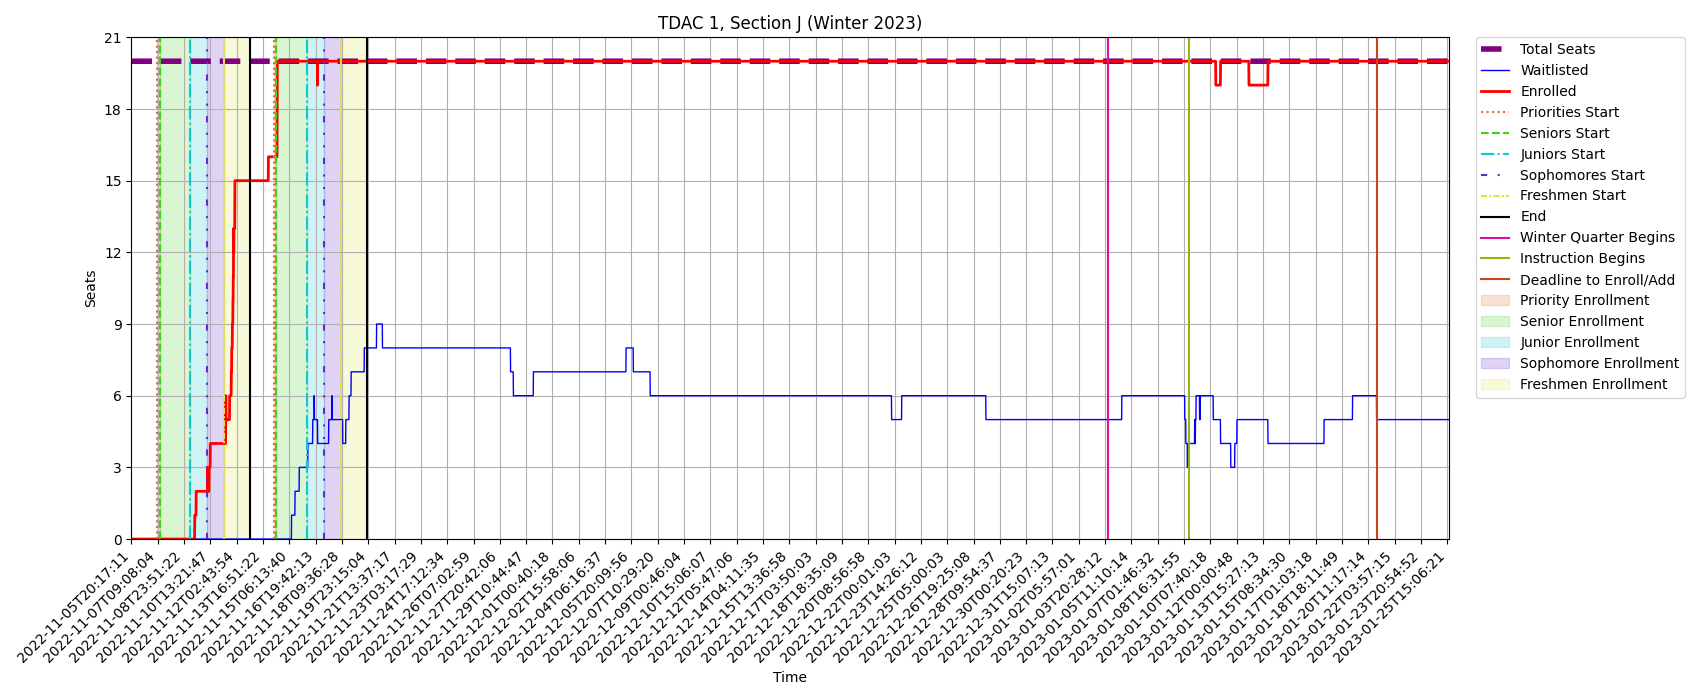 TDAC 1, Section J (Winter 2023)
21
18
15
12
9
6
3
0
Seats
2022-11-05T20:17:11
2022-11-07T09:08:04
2022-11-08T23:51:22
2022-11-10T13:21:47
2022-11-12T02:43:54
2022-11-13T16:51:22
2022-11-15T06:13:40
2022-11-16T19:42:13
2022-11-18T09:36:28
2022-11-19T23:15:04
2022-11-21T13:37:17
2022-11-23T03:17:29
2022-11-24T17:12:34
2022-11-26T07:02:59
2022-11-27T20:42:06
2022-11-29T10:44:47
2022-12-01T00:40:18
2022-12-02T15:58:06
2022-12-04T06:16:37
2022-12-05T20:09:56
2022-12-07T10:29:20
2022-12-09T00:46:04
2022-12-10T15:06:07
2022-12-12T05:47:06
2022-12-14T04:11:35
2022-12-15T13:36:58
2022-12-17T03:50:03
2022-12-18T18:35:09
2022-12-20T08:56:58
2022-12-22T00:01:03
2022-12-23T14:26:12
2022-12-25T05:00:03
2022-12-26T19:25:08
2022-12-28T09:54:37
2022-12-30T00:20:23
2022-12-31T15:07:13
2023-01-02T05:57:01
2023-01-03T20:28:12
2023-01-05T11:10:14
2023-01-07T01:46:32
2023-01-08T16:31:55
2023-01-10T07:40:18
2023-01-12T00:00:48
2023-01-13T15:27:13
2023-01-15T08:34:30
2023-01-17T01:03:18
2023-01-18T18:11:49
2023-01-20T11:17:14
2023-01-22T03:57:15
2023-01-23T20:54:52
2023-01-25T15:06:21
Time
Total Seats
Waitlisted
Enrolled
Priorities Start
Seniors Start
Juniors Start
Sophomores Start
Freshmen Start
End
Winter Quarter Begins
Instruction Begins
Deadline to Enroll/Add
Priority Enrollment
Senior Enrollment
Junior Enrollment
Sophomore Enrollment
Freshmen Enrollment